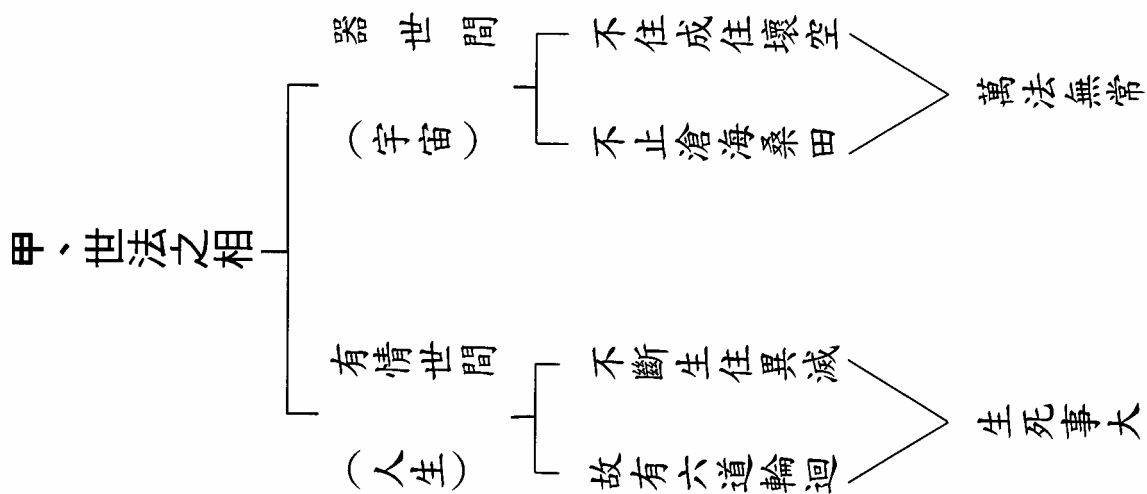 甲、世法之相
器世間
（宇宙）
不住成住壞空
不止滄海桑田
萬法無常
有情世間
（人生）
不斷生住異滅
故有六道輪迴
生死事大